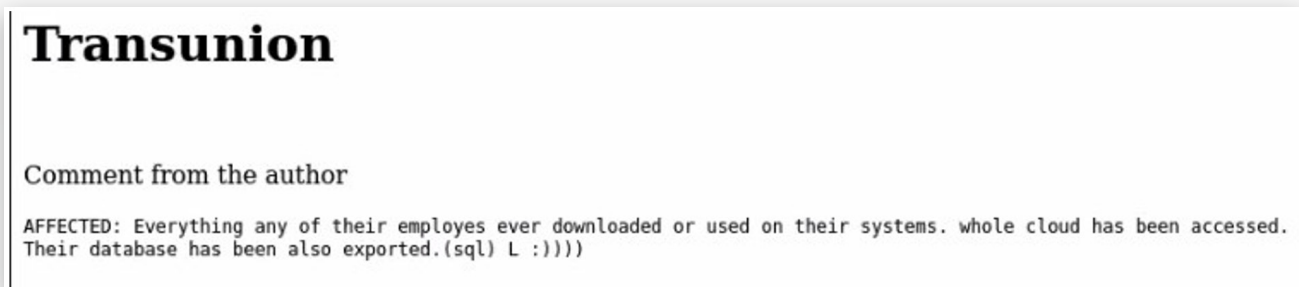 Transunion
Comment from the author
AFFECTED: Everything any of their employes ever downloaded or used on their systems. whole cloud has been accessed.
Their database has been also exported.(sql) L :))))